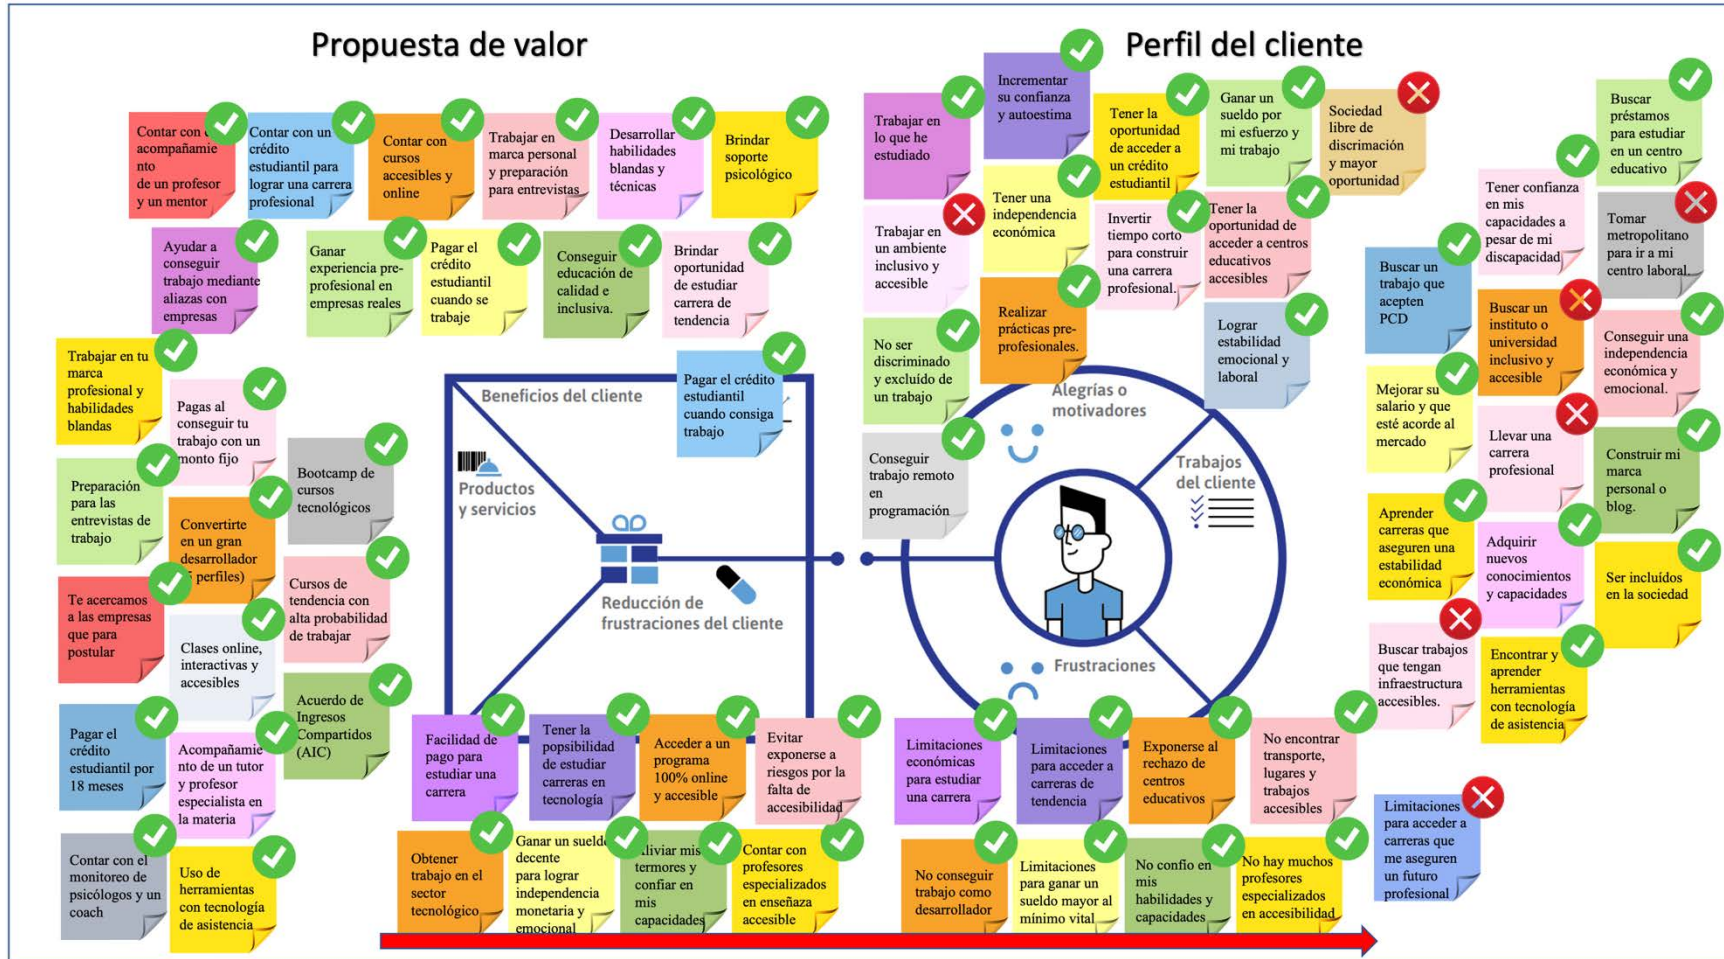 Propuesta de valor
Contar con
acompañamie
nto
de un profesor
y un mentor
Contar con un
crédito
estudiantil para
lograr una carrera
profesional
Contar con
cursos
accesibles y
online
Trabajar en
marca personal
y preparación
para entrevistas
Desarrollar
habilidades
blandas y
técnicas
Brindar
soporte
psicológico
Ayudar a
conseguir
trabajo mediante
aliazas con
empresas
Ganar
experiencia pre-
profesional en
empresas reales
Pagar el
crédito
estudiantil
cuando se
trabaje
Conseguir
educación de
calidad e
inclusiva.
Brindar
oportunidad
de estudiar
carrera de
tendencia
Trabajar en tu
marca
profesional y
habilidades
blandas
Pagas al
conseguir tu
trabajo con un
monto fijo
Bootcamp de
cursos
tecnológicos
Preparación
para las
entrevistas de
trabajo
Convertirte
en un gran
desarrollador
perfiles)
Cursos de
tendencia con
alta probabilidad
de trabajar
Te acercamos
a las empresas
que para
postular
Clases online,
interactivas y
accesibles
Acuerdo de
Ingresos
Compartidos
(AIC)
Pagar el
crédito
estudiantil por
18 meses
Acompañamie
nto de un tutor
y profesor
especialista en
la materia
Contar con el
monitoreo de
psicólogos y un
coach
Uso de
herramientas
con tecnología
de asistencia
Beneficios del cliente
Pagar el crédito
estudiantil
cuando consiga
trabajo
Productos
y servicios
Reducción de
frustraciones del cliente
Facilidad de
pago para
estudiar una
carrera
Tener la
popsibilidad
de estudiar
carreras en
tecnología
Acceder a un
programa
100% online
y accesible
Evitar
exponerse a
riesgos por la
falta de
accesibilidad
Obtener
trabajo en el
sector
tecnológico
Ganar un sueldo
decente
para lograr
independencia
monetaria y
emocional
Aliviar mis
termores y
confiar en
mis
capacidades
Contar con
profesores
especializados
en enseñaza
accesible
Perfil del cliente
Trabajar en
lo que he
estudiado
Incrementar
su confianza
y autoestima
Tener la
oportunidad
de acceder a
un crédito
estudiantil
Ganar un
sueldo por
mi esfuerzo y
mi trabajo
Sociedad
libre de
discrimación
y mayor
oportunidad
Trabajar en
un ambiente
inclusivo y
accesible
Tener una
independencia
económica
Invertir
tiempo corto
para construir
una carrera
profesional.
Tener la
oportunidad de
acceder a centros
educativos
accesibles
No ser
discriminado
y excluído de
un trabajo
Realizar
prácticas pre-
profesionales.
Lograr
estabilidad
emocional y
laboral
Conseguir
trabajo remoto
en
programación
Alegrías o
motivadores
Trabajos
del cliente
Frustraciones
Buscar
préstamos
para estudiar
en un centro
educativo
Tener confianza
en mis
capacidades a
pesar de mi
discapacidad
Tomar
metropolitano
para ir a mi
centro laboral.
Buscar un
trabajo que
acepten
PCD
Buscar un
instituto o
universidad
inclusivo y
accesible
Conseguir una
independencia
económica y
emocional.
Mejorar su
salario y que
esté acorde al
mercado
Llevar una
carrera
profesional
Construir mi
marca
personal o
blog.
Aprender
carreras que
aseguren una
estabilidad
económica
Adquirir
nuevos
conocimientos
y capacidades
Ser incluídos
en la sociedad
Buscar trabajos
que tengan
infraestructura
accesibles.
Encontrar y
aprender
herramientas
con tecnología
de asistencia
Limitaciones
económicas
para estudiar
una carrera
Limitaciones
para acceder a
carreras de
tendencia
Exponerse al
rechazo de
centros
educativos
No encontrar
transporte,
lugares y
trabajos
accesibles
No conseguir
trabajo como
desarrollador
Limitaciones
para ganar un
sueldo mayor al
mínimo vital
No confío en
mis
habilidades y
capacidades
No hay muchos
profesores
especializados
en accesibilidad
Limitaciones
para acceder a
carreras que
me aseguren
un futuro
profesional